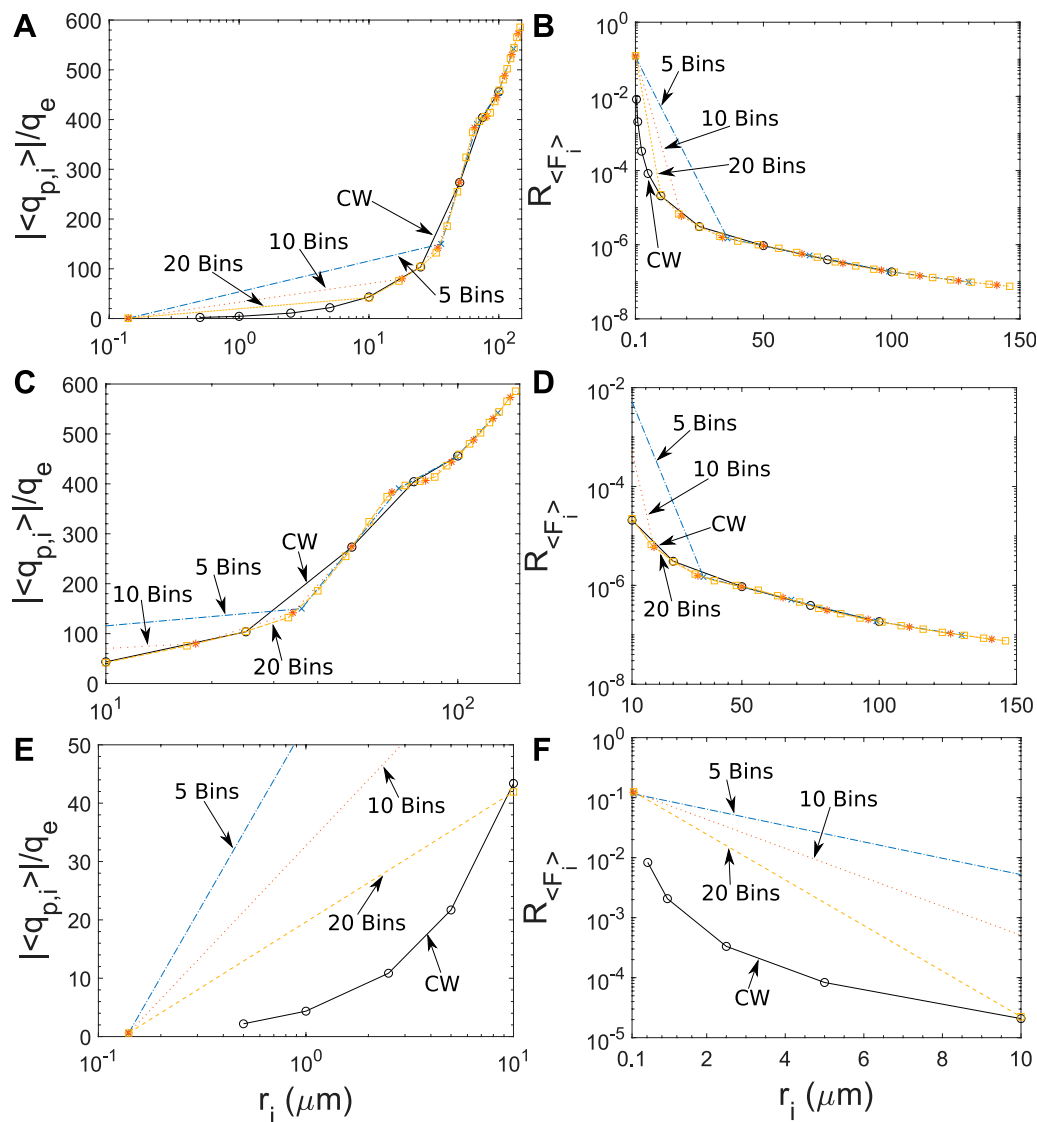 A
|<q_{p,i}>|/q_e
600
500
400
300
200
100
0
10^{-1}
10^0
10^1
10^2
CW
10 Bins
20 Bins
5 Bins
B
R_{<F_i>}
10^0
10^{-2}
10^{-4}
10^{-6}
10^{-8}
0.1
50
100
150
5 Bins
10 Bins
20 Bins
CW
C
|<q_{p,i}>|/q_e
600
500
400
300
200
100
0
10^1
10^2
CW
5 Bins
10 Bins
20 Bins
D
R_{<F_i>}
10^{-2}
10^{-4}
10^{-6}
10^{-8}
10
50
100
150
5 Bins
10 Bins
CW
20 Bins
E
|<q_{p,i}>|/q_e
50
40
30
20
10
0
10^{-1}
10^0
10^1
5 Bins
10 Bins
20 Bins
CW
r_i (μm)
F
R_{<F_i>}
10^0
10^{-1}
10^{-2}
10^{-3}
10^{-4}
10^{-5}
0.1
2
4
6
8
10
5 Bins
10 Bins
20 Bins
CW
r_i (μm)